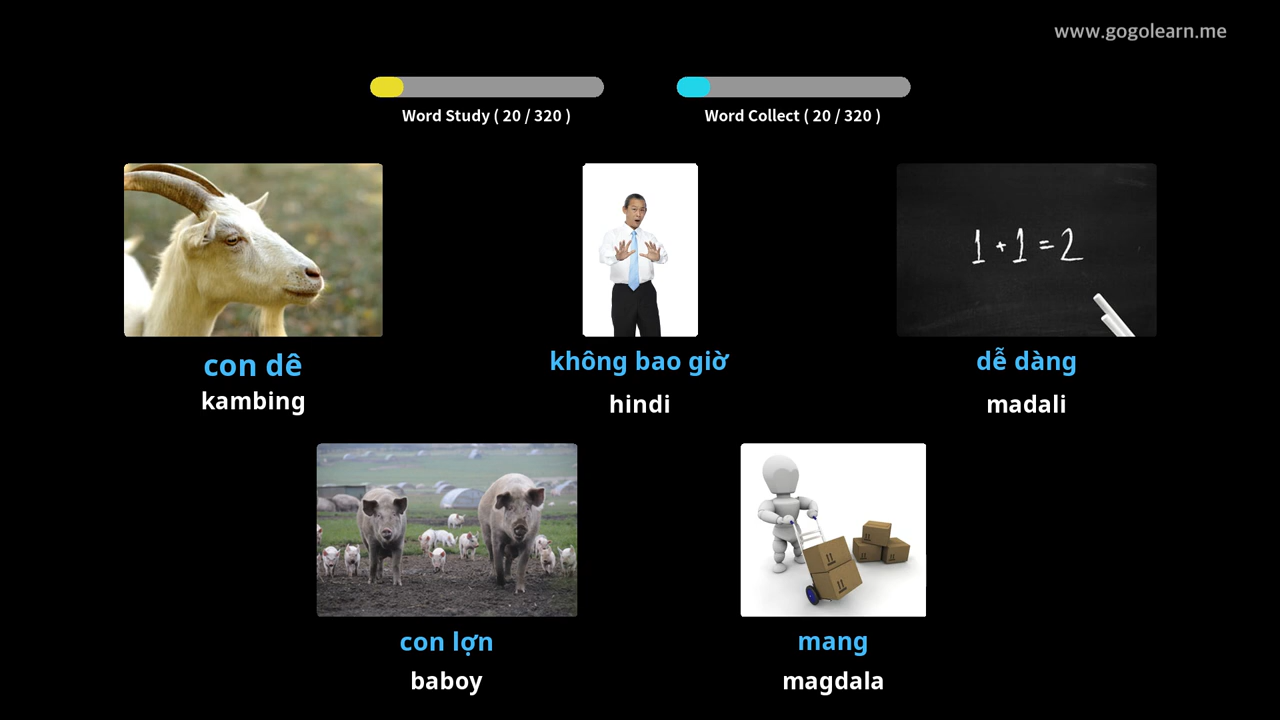 www.gogolearn.me
Word Study ( 20 / 320 )
Word Collect ( 20 / 320 )
1 + 1 = 2
con dê
kambing
không bao giờ
hindi
dễ dàng
madali
con lợn
baboy
mang
magdala